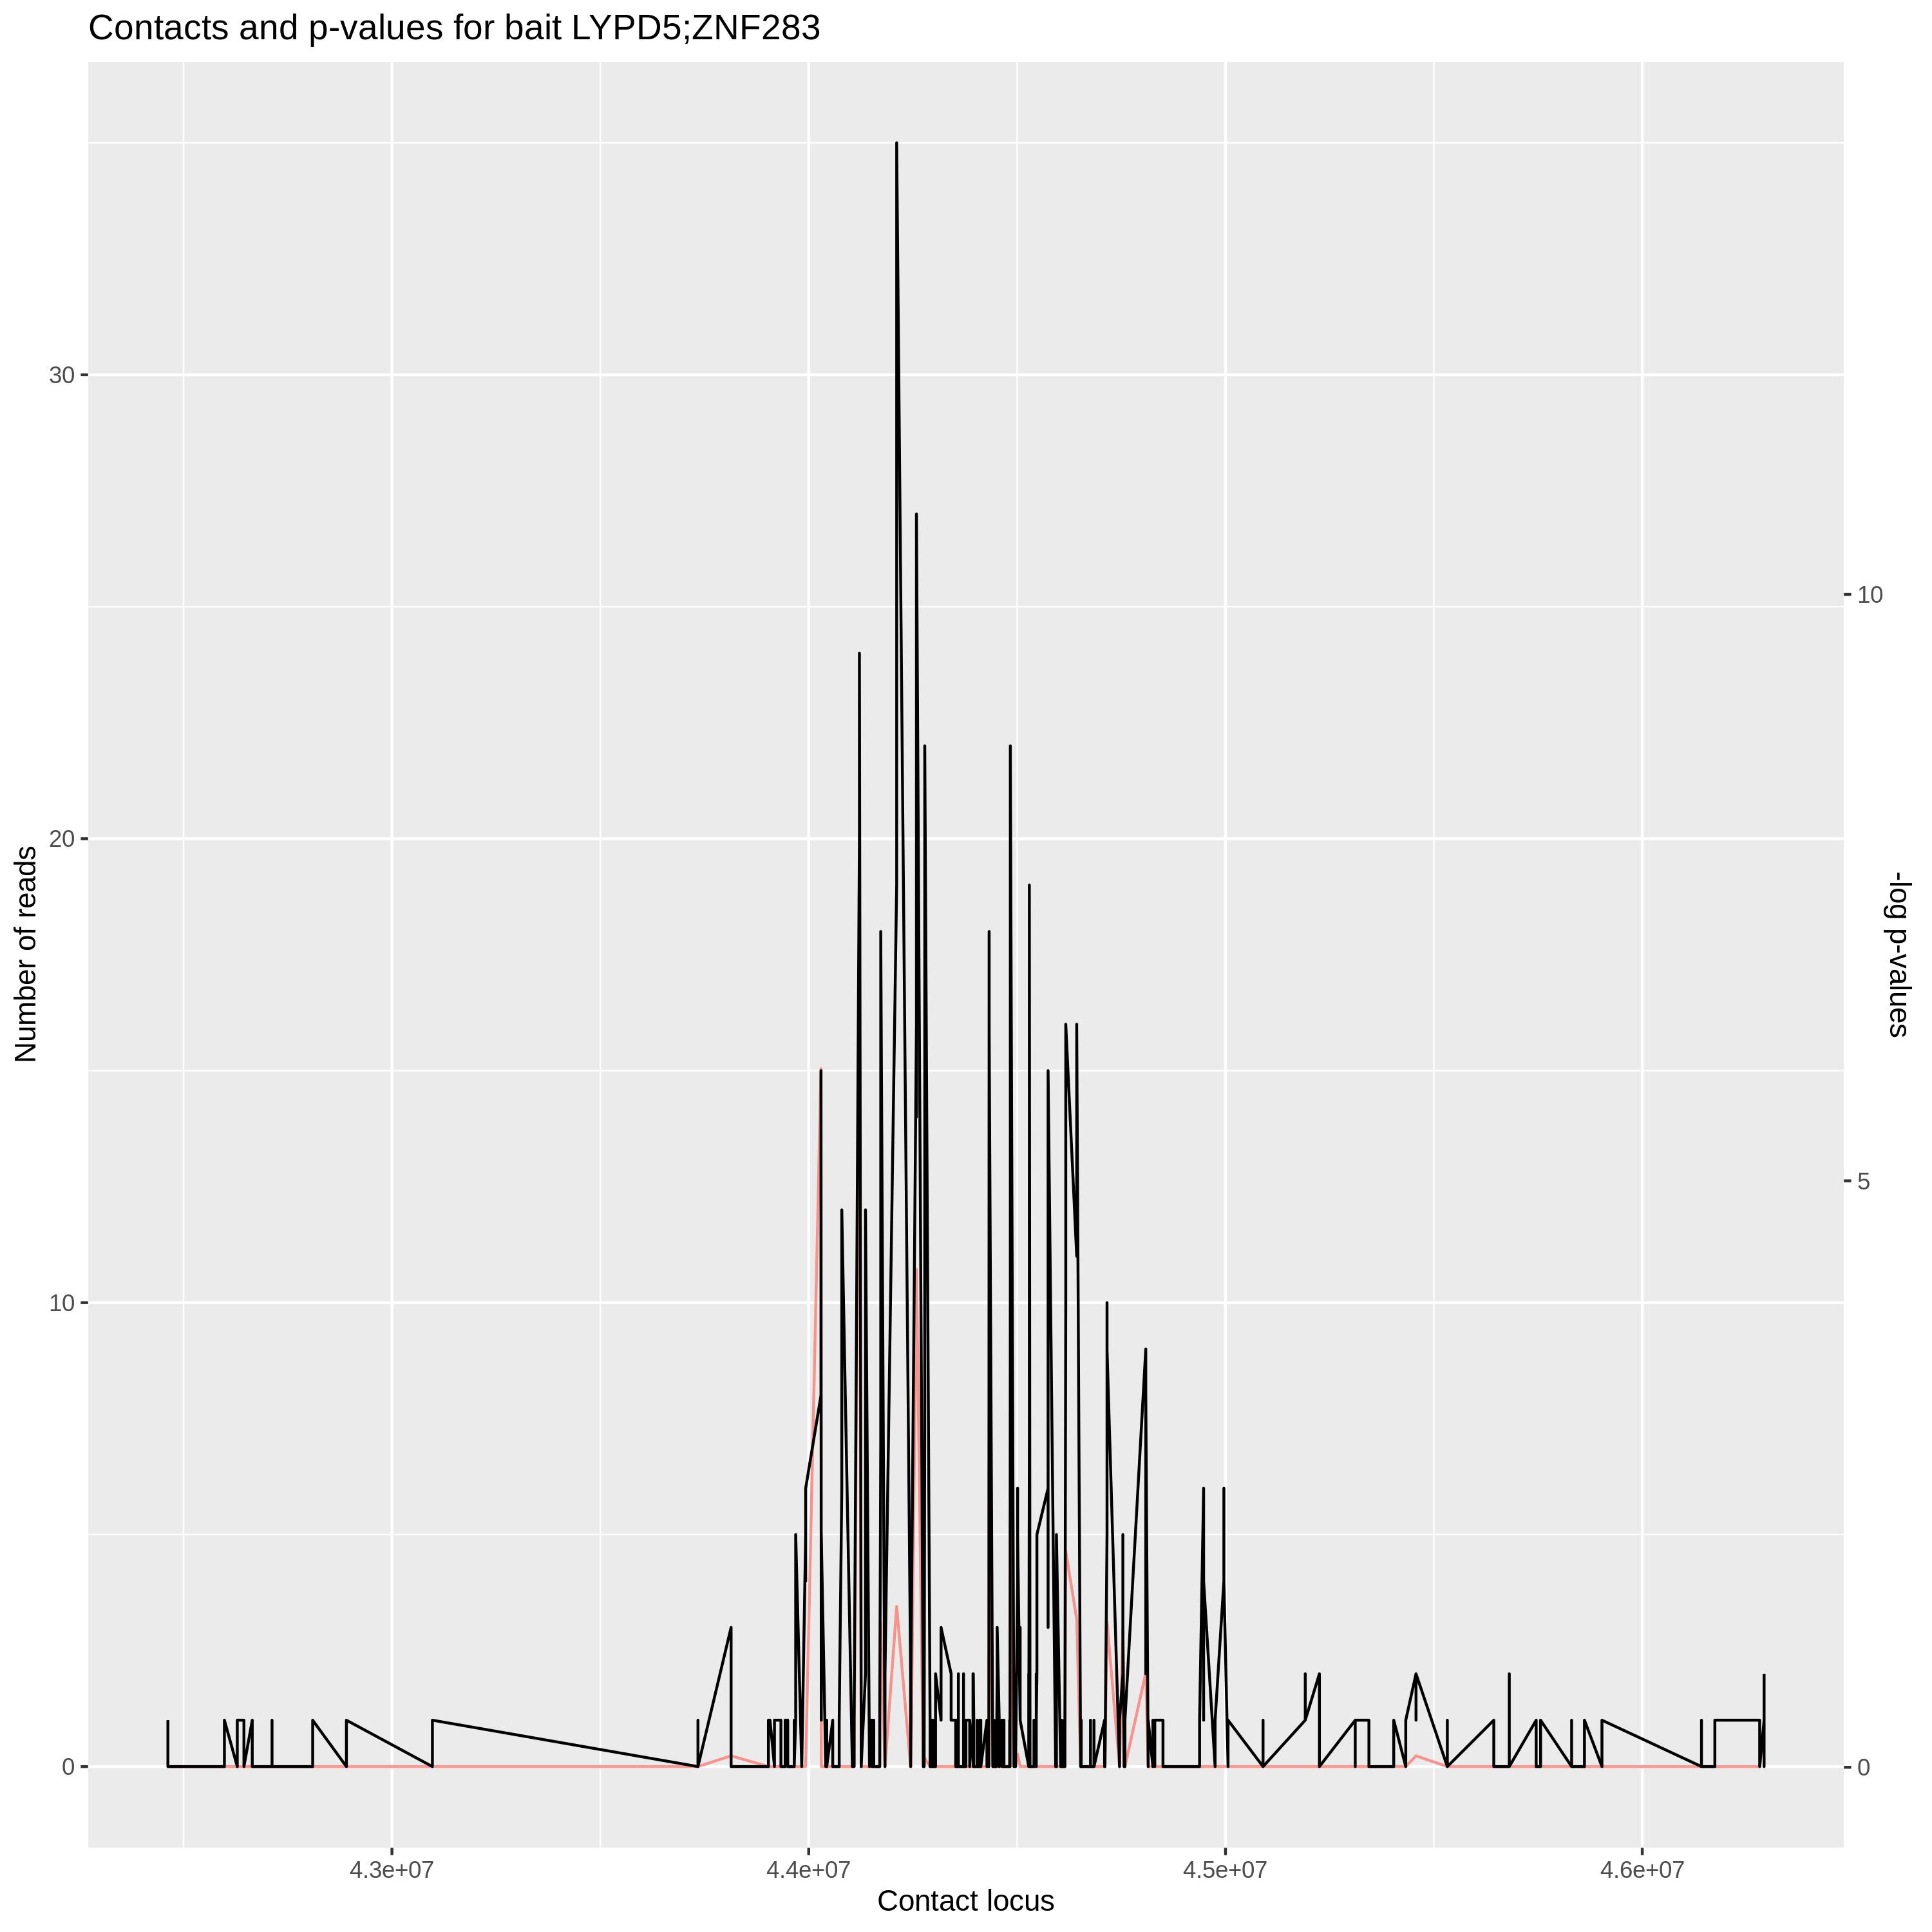 Contacts and p-values for bait LYPD5;ZNF283
30
20
10
0
Number of reads
10
5
0
-log p-values
4.3e+07 4.4e+07 4.5e+07 4.6e+07
Contact locus